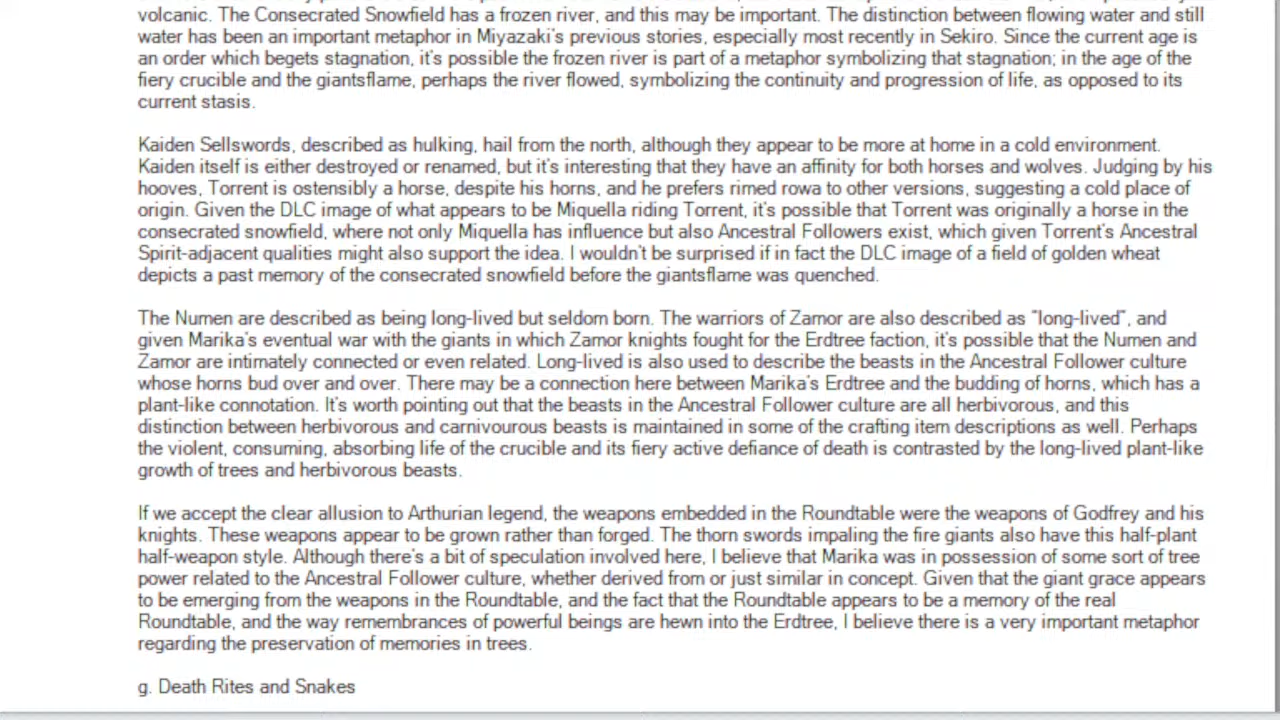 volcanic. The Consecrated Snowfield has a frozen river, and this may be important. The distinction between flowing water and still
water has been an important metaphor in Miyazaki's previous stories, especially most recently in Sekiro. Since the current age is
an order which begets stagnation, it's possible the frozen river is part of a metaphor symbolizing that stagnation; in the age of the
fiery crucible and the giantsflame, perhaps the river flowed, symbolizing the continuity and progression of life, as opposed to its
current stasis.
Kaiden Sellswords, described as hulking, hail from the north, although they appear to be more at home in a cold environment.
Kaiden itself is either destroyed or renamed, but it's interesting that they have an affinity for both horses and wolves. Judging by his
hooves, Torrent is ostensibly a horse, despite his horns, and he prefers rimed rowa to other versions, suggesting a cold place of
origin. Given the DLC image of what appears to be Miquella riding Torrent, it's possible that Torrent was originally a horse in the
consecrated snowfield, where not only Miquella has influence but also Ancestral Followers exist, which given Torrent's Ancestral
Spirit-adjacent qualities might also support the idea. I wouldn't be surprised if in fact the DLC image of a field of golden wheat
depicts a past memory of the consecrated snowfield before the giantsflame was quenched.
The Numen are described as being long-lived but seldom born. The warriors of Zamor are also described as "long-lived", and
given Marika's eventual war with the giants in which Zamor knights fought for the Erdtree faction, it's possible that the Numen and
Zamor are intimately connected or even related. Long-lived is also used to describe the beasts in the Ancestral Follower culture
whose horns bud over and over. There may be a connection here between Marika's Erdtree and the budding of horns, which has a
plant-like connotation. It's worth pointing out that the beasts in the Ancestral Follower culture are all herbivorous, and this
distinction between herbivorous and carnivourous beasts is maintained in some of the crafting item descriptions as well. Perhaps
the violent, consuming, absorbing life of the crucible and its fiery active defiance of death is contrasted by the long-lived plant-like
growth of trees and herbivorous beasts.
If we accept the clear allusion to Arthurian legend, the weapons embedded in the Roundtable were the weapons of Godfrey and his
knights. These weapons appear to be grown rather than forged. The thorn swords impaling the fire giants also have this half-plant
half-weapon style. Although there's a bit of speculation involved here, I believe that Marika was in possession of some sort of tree
power related to the Ancestral Follower culture, whether derived from or just similar in concept. Given that the giant grace appears
to be emerging from the weapons in the Roundtable, and the fact that the Roundtable appears to be a memory of the real
Roundtable, and the way remembrances of powerful beings are hewn into the Erdtree, I believe there is a very important metaphor
regarding the preservation of memories in trees.
g. Death Rites and Snakes